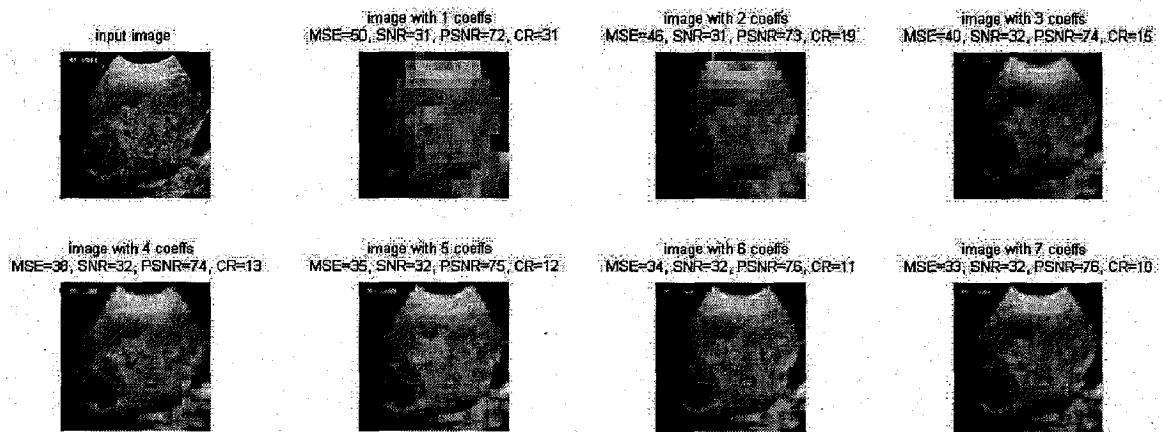 input image
image with 1 coeffs
MSE=50, SNR=31, PSNR=72, CR=31
image with 2 coeffs
MSE=46, SNR=31, PSNR=73, CR=19
image with 3 coeffs
MSE=40, SNR=32, PSNR=74, CR=15
image with 4 coeffs
MSE=36, SNR=32, PSNR=74, CR=13
image with 5 coeffs
MSE=35, SNR=32, PSNR=75, CR=12
image with 6 coeffs
MSE=34, SNR=32, PSNR=76, CR=11
image with 7 coeffs
MSE=33, SNR=32, PSNR=76, CR=10